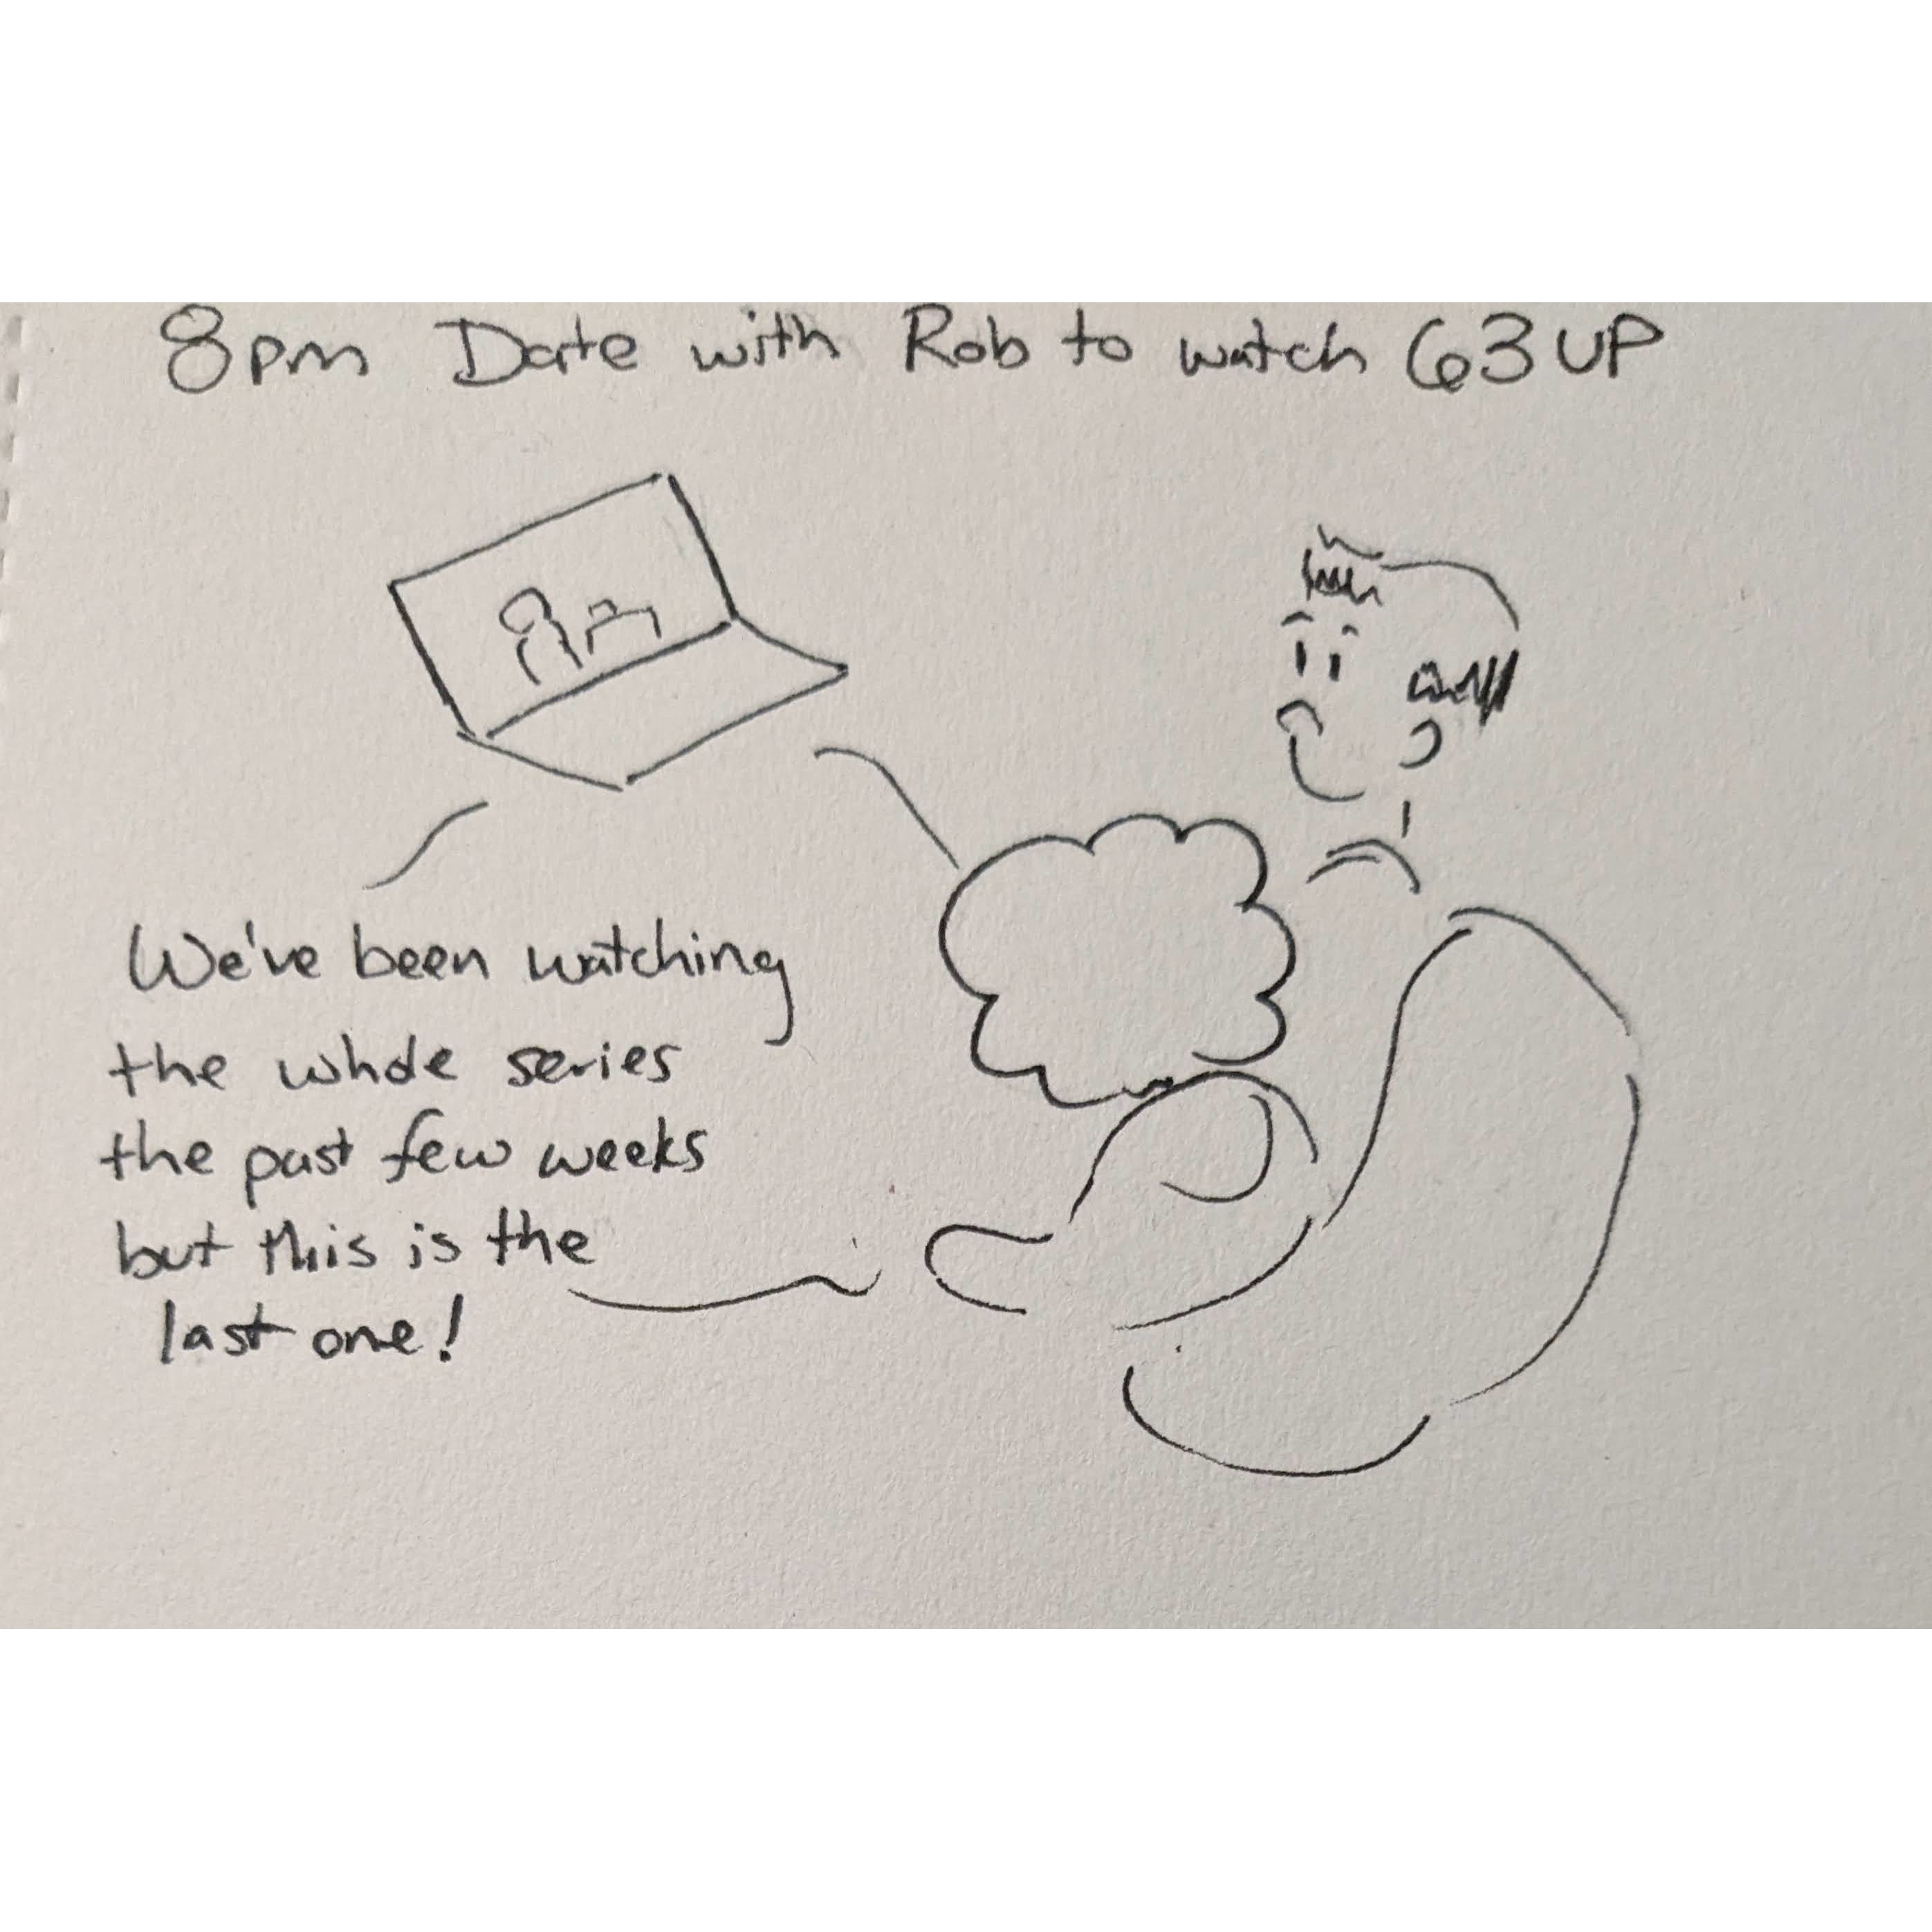 8pm Date with Rob to watch 63 UP
We've been watching
the whole series
the past few weeks
but this is the
last one!